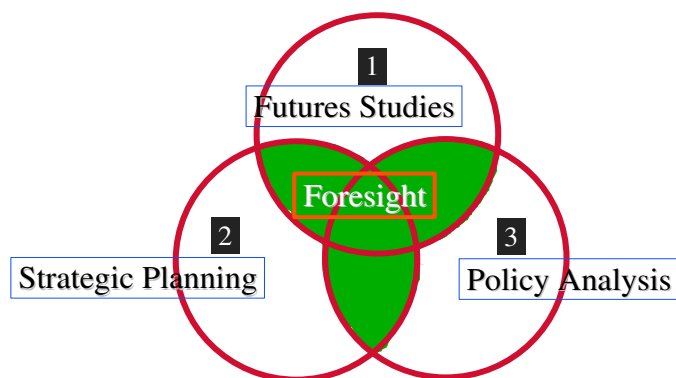 1
Futures Studies
Foresight
2
Strategic Planning
3
Policy Analysis